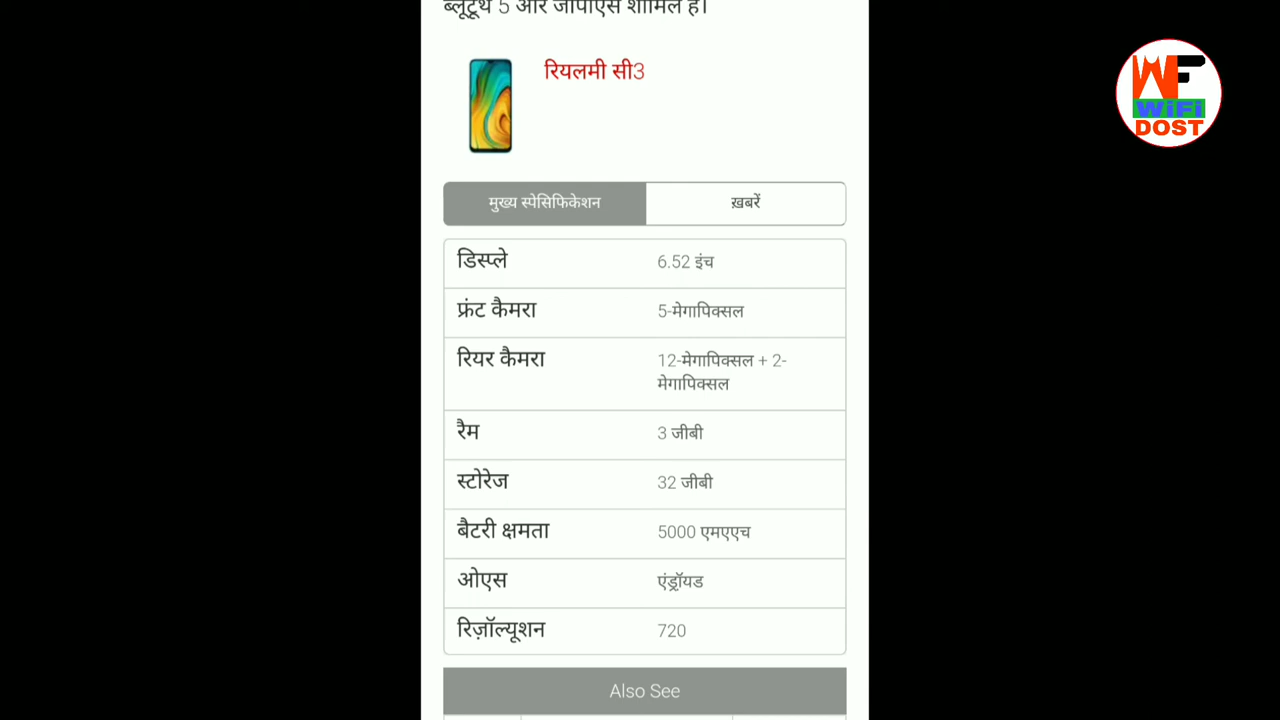 ब्लूटूथ 5 और जीपीएस शामिल है।
रियलमी सी3
WF
WiFi
DOST
मुख्य स्पेसिफिकेशन
ख़बरें
डिस्प्ले 6.52 इंच
फ्रंट कैमरा 5-मेगापिक्सल
रियर कैमरा 12-मेगापिक्सल + 2-
मेगापिक्सल
रैम 3 जीबी
स्टोरेज 32 जीबी
बैटरी क्षमता 5000 एमएएच
ओएस एंड्रॉयड
रिज़ॉल्यूशन 720
Also See